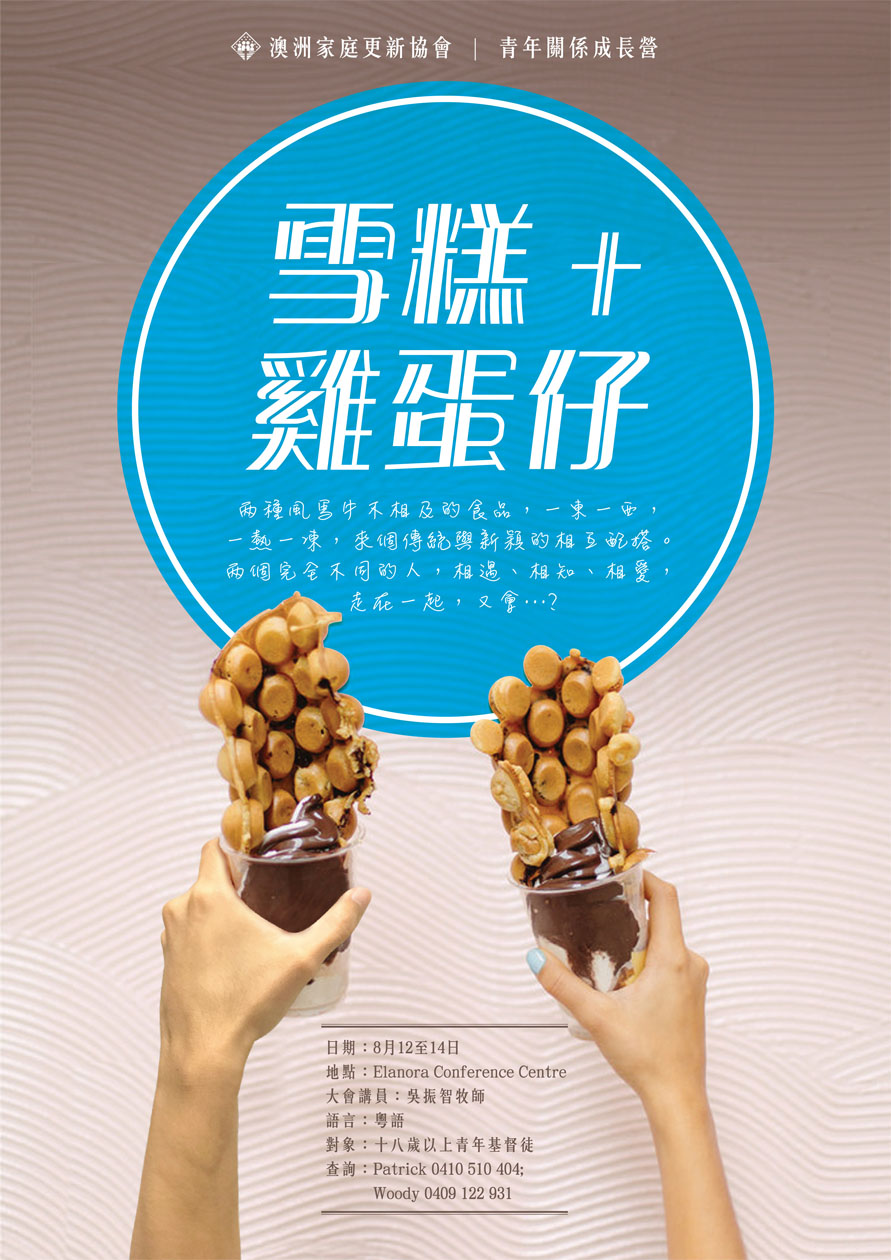 澳洲家庭更新協會 | 青年關係成長營
雪糕+
雞蛋仔
兩種風馬牛不相及的食品，一東一西，
一熱一凍，來個傳統與新穎的相互配搭。
兩個完全不同的人，相遇、相知、相愛，
走在一起，又會…?
日期：8月12至14日
地點：Elanora Conference Centre
大會講員：吳振智牧師
語言：粵語
對象：十八歲以上青年基督徒
查詢：Patrick 0410 510 404;
Woody 0409 122 931